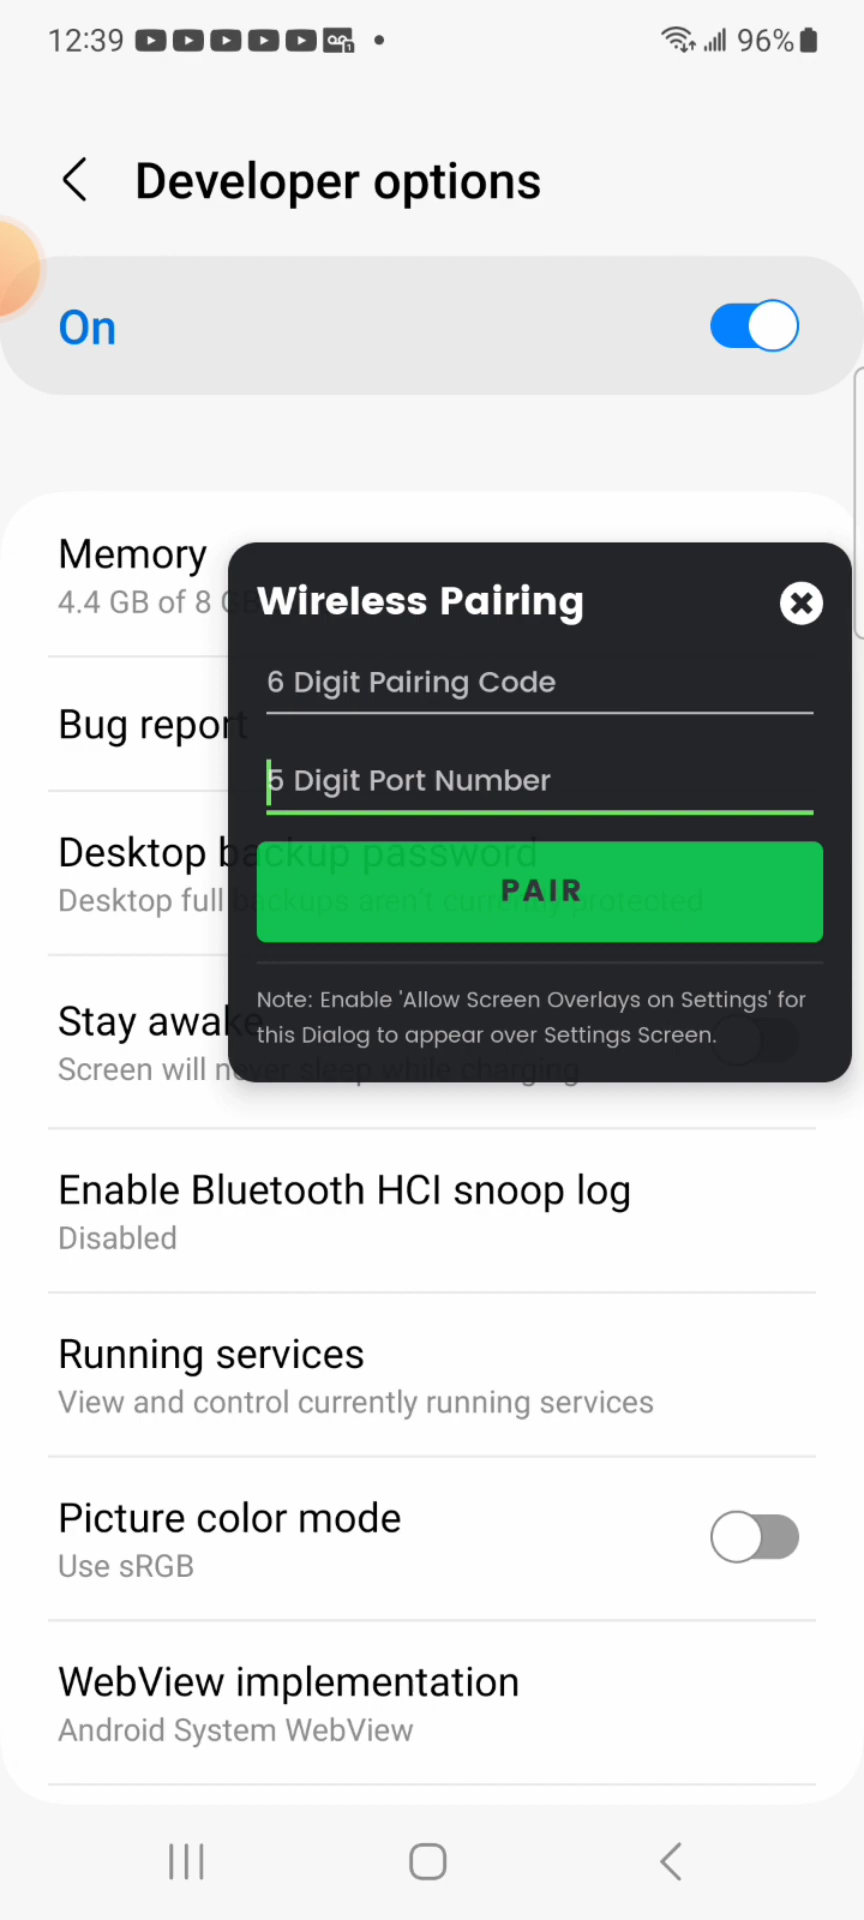 12:39
96%
Developer options
On
Memory
4.4 GB of 8 GB
Wireless Pairing
6 Digit Pairing Code
Bug report
5 Digit Port Number
Desktop backup password
Desktop full backups aren't currently protected
PAIR
Note: Enable 'Allow Screen Overlays on Settings' for
this Dialog to appear over Settings Screen.
Stay awake
Screen will never sleep while charging
Enable Bluetooth HCI snoop log
Disabled
Running services
View and control currently running services
Picture color mode
Use sRGB
WebView implementation
Android System WebView